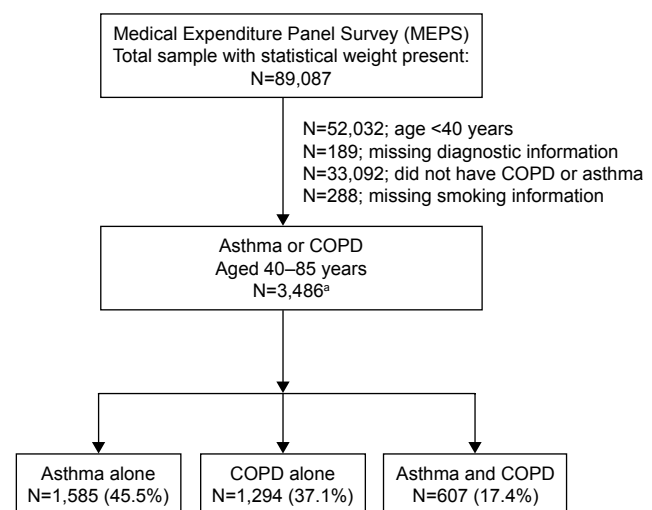 Medical Expenditure Panel Survey (MEPS)
Total sample with statistical weight present:
N=89,087
N=52,032; age <40 years
N=189; missing diagnostic information
N=33,092; did not have COPD or asthma
N=288; missing smoking information
Asthma or COPD
Aged 40–85 years
N=3,486ᵃ
Asthma alone
N=1,585 (45.5%)
COPD alone
N=1,294 (37.1%)
Asthma and COPD
N=607 (17.4%)